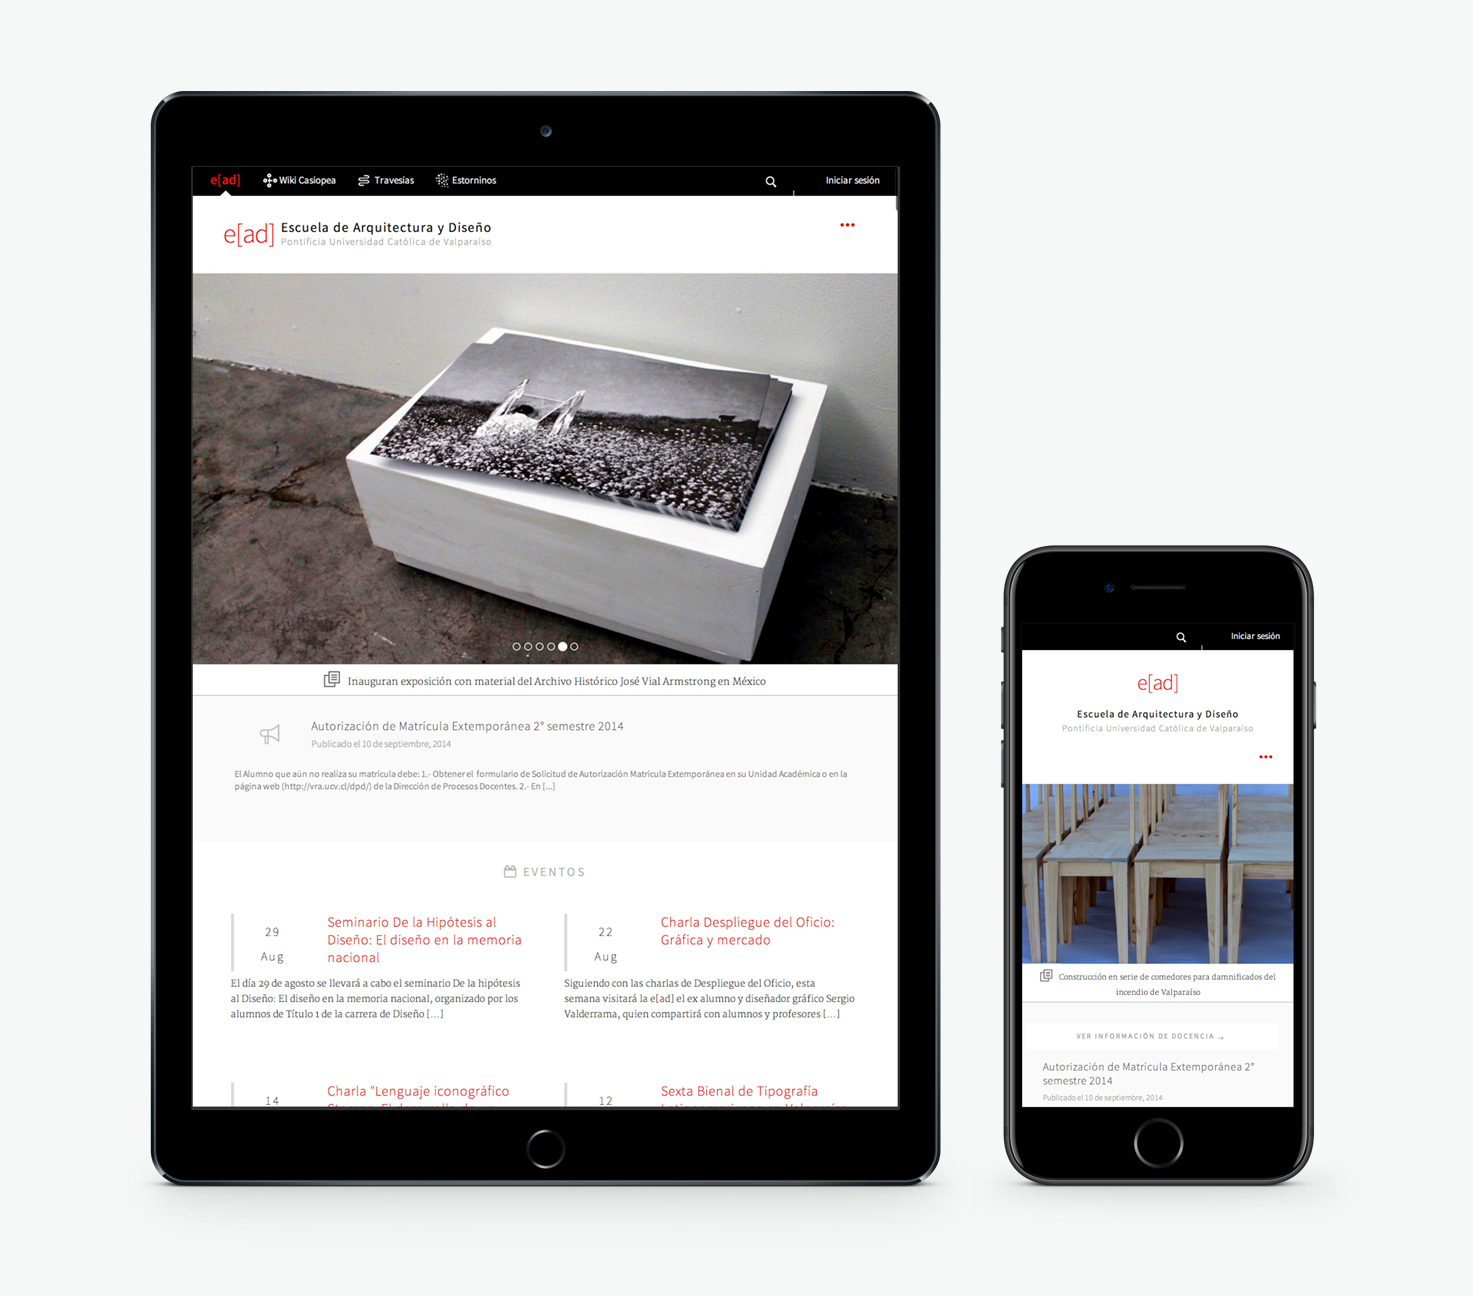 e[ad]
Wiki Casiopea
Travesías
Estorninos
Iniciar sesión
e[ad]
Escuela de Arquitectura y Diseño
Pontificia Universidad Católica de Valparaíso
Inauguran exposición con material del Archivo Histórico José Vial Armstrong en México
Autorización de Matrícula Extemporánea 2° semestre 2014
Publicado el 10 de septiembre, 2014
El Alumno que aún no realiza su matrícula debe: 1.- Obtener el formulario de Solicitud de Autorización Matrícula Extemporánea en su Unidad Académica o en la
página web (http://vra.ucv.cl/dpd/) de la Dirección de Procesos Docentes. 2.- En [...]
EVENTOS
29
Aug
Seminario De la Hipótesis al
Diseño: El diseño en la memoria
nacional
El día 29 de agosto se llevará a cabo el seminario De la hipótesis
al Diseño: El diseño en la memoria nacional, organizado por los
alumnos de Título 1 de la carrera de Diseño [...]
22
Aug
Charla Despliegue del Oficio:
Gráfica y mercado
Siguiendo con las charlas de Despliegue del Oficio, esta
semana visitará la e[ad] el ex alumno y diseñador gráfico Sergio
Valderrama, quien compartirá con alumnos y profesores [...]
14
Charla "Lenguaje iconográfico
12
Sexta Bienal de Tipografía
Iniciar sesión
e[ad]
Escuela de Arquitectura y Diseño
Pontificia Universidad Católica de Valparaíso
Construcción en serie de comedores para damnificados del
incendio de Valparaíso
VER INFORMACIÓN DE DOCENCIA →
Autorización de Matrícula Extemporánea 2°
semestre 2014
Publicado el 10 de septiembre, 2014